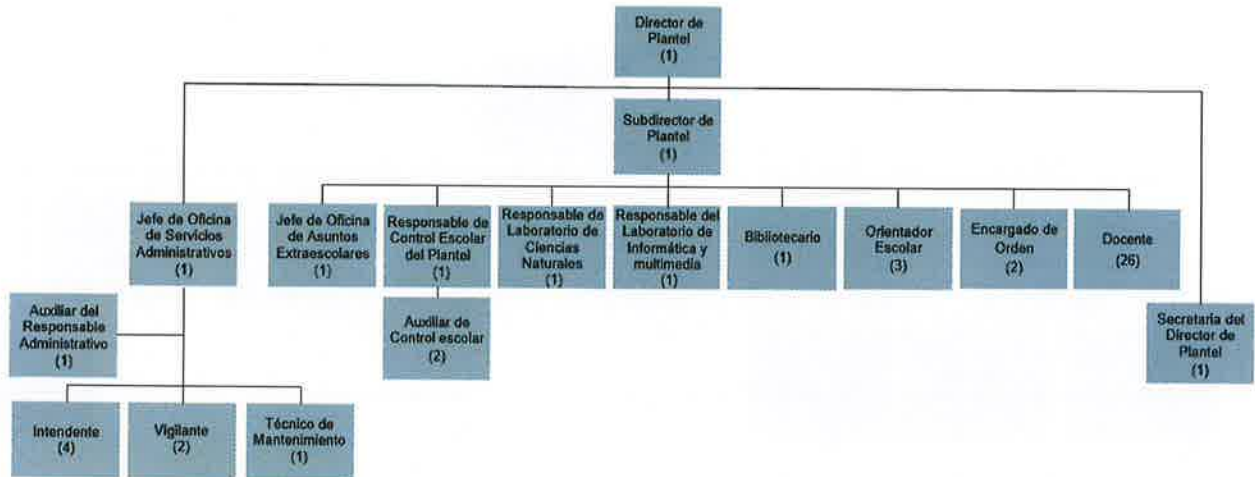 Director de
Plantel
(1)
Subdirector de
Plantel
(1)
Jefe de Oficina
de Servicios
Administrativos
(1)
Jefe de Oficina
de Asuntos
Extraescolares
(1)
Responsable de
Control Escolar
del Plantel
(1)
Responsable de
Laboratorio de
Ciencias
Naturales
(1)
Responsable del
Laboratorio de
Informática y
multimedia
(1)
Bibliotecario
(1)
Orientador
Escolar
(3)
Encargado de
Orden
(2)
Docente
(26)
Auxiliar del
Responsable
Administrativo
(1)
Auxiliar de
Control escolar
(2)
Secretaria del
Director de
Plantel
(1)
Intendente
(4)
Vigilante
(2)
Técnico de
Mantenimiento
(1)